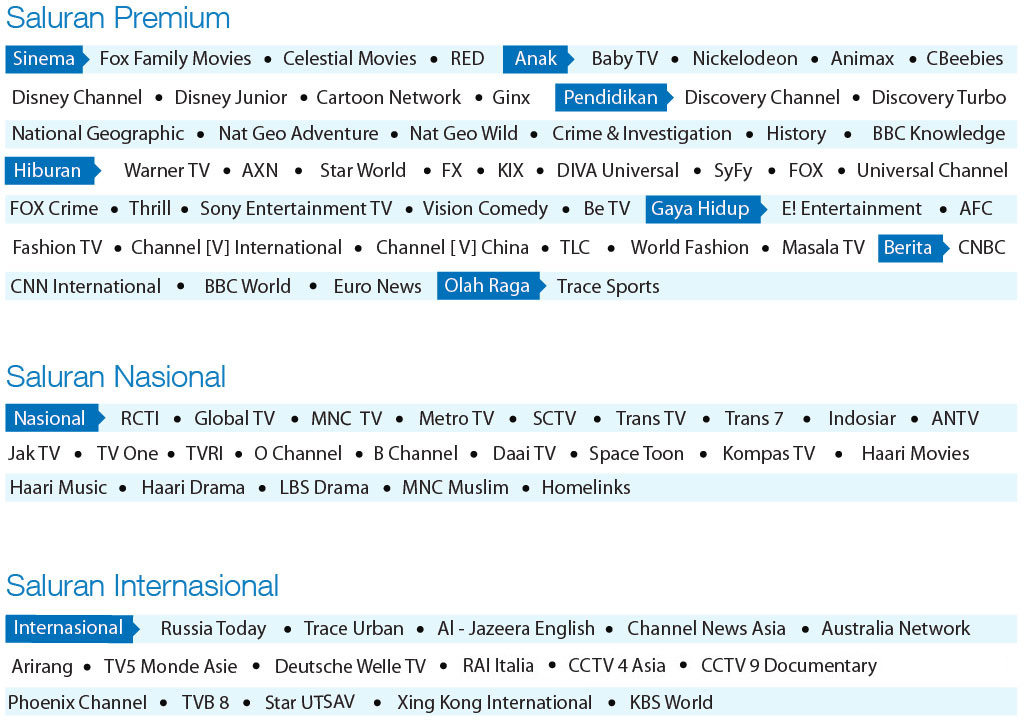 Saluran Premium
Sinema Fox Family Movies • Celestial Movies • RED Anak Baby TV • Nickelodeon • Animax • CBeebies
Disney Channel • Disney Junior • Cartoon Network • Ginx Pendidikan Discovery Channel • Discovery Turbo
National Geographic • Nat Geo Adventure • Nat Geo Wild • Crime & Investigation • History • BBC Knowledge
Hiburan Warner TV • AXN • Star World • FX • KIX • DIVA Universal • SyFy • FOX • Universal Channel
FOX Crime • Thrill • Sony Entertainment TV • Vision Comedy • Be TV Gaya Hidup E! Entertainment • AFC
Fashion TV • Channel [V] International • Channel [ V] China • TLC • World Fashion • Masala TV Berita CNBC
CNN International • BBC World • Euro News Olah Raga Trace Sports
Saluran Nasional
Nasional RCTI • Global TV • MNC TV • Metro TV • SCTV • Trans TV • Trans 7 • Indosiar • ANTV
Jak TV • TV One • TVRI • O Channel • B Channel • Daai TV • Space Toon • Kompas TV • Haari Movies
Haari Music • Haari Drama • LBS Drama • MNC Muslim • Homelinks
Saluran Internasional
Internasional Russia Today • Trace Urban • Al - Jazeera English • Channel News Asia • Australia Network
Arirang • TV5 Monde Asie • Deutsche Welle TV • RAI Italia • CCTV 4 Asia • CCTV 9 Documentary
Phoenix Channel • TVB 8 • Star UTSAV • Xing Kong International • KBS World